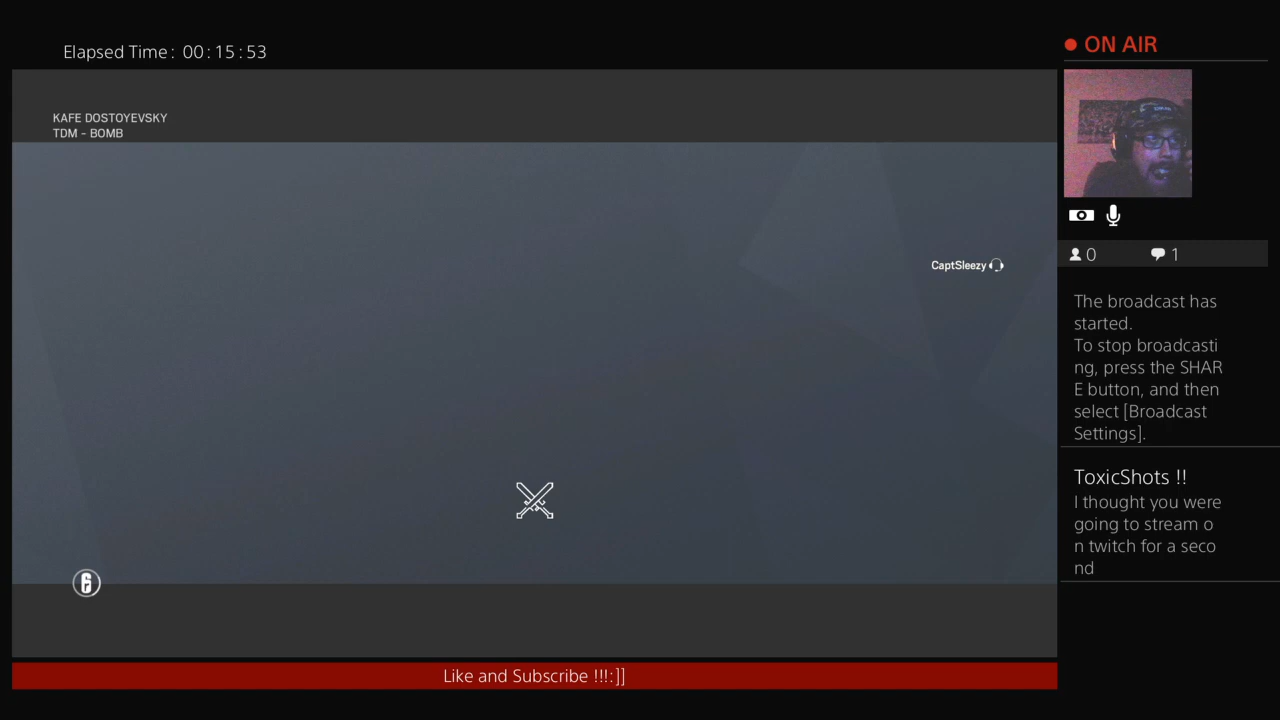 Elapsed Time: 00:15:53
ON AIR
KAFE DOSTOYEVSKY
TDM - BOMB
CaptSleezy
0
1
The broadcast has
started.
To stop broadcasti
ng, press the SHAR
E button, and then
select [Broadcast
Settings].
ToxicShots !!
I thought you were
going to stream o
n twitch for a seco
nd
6
Like and Subscribe !!!:]]